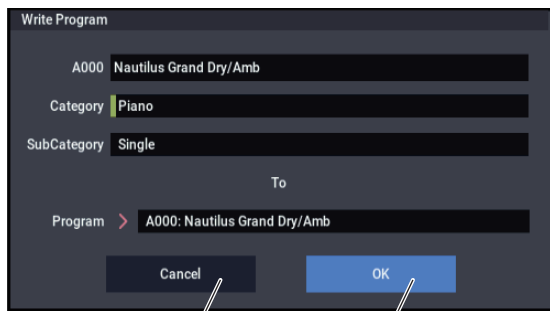 Write Program
A000 Nautilus Grand Dry/Amb
Category Piano
SubCategory Single
To
Program > A000: Nautilus Grand Dry/Amb
Cancel OK